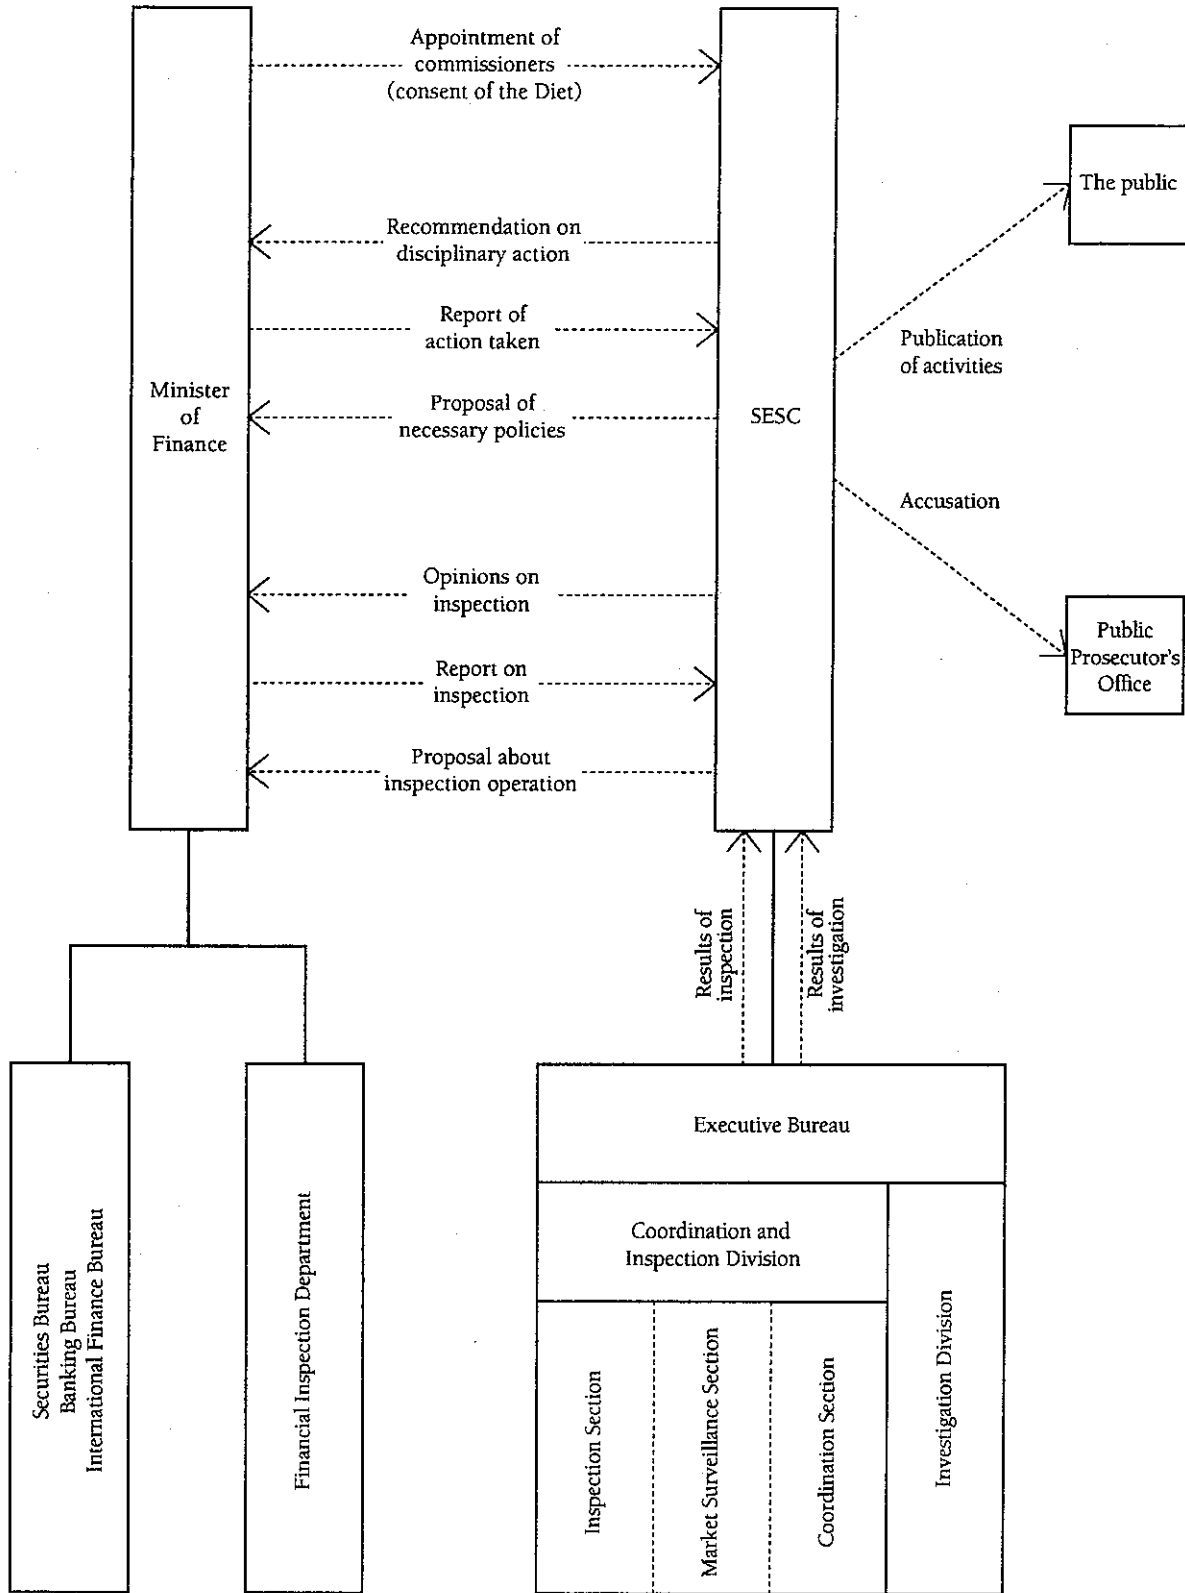 Appointment of
commissioners
(consent of the Diet)
The public
Recommendation on
disciplinary action
Report of
action taken
Publication
of activities
Minister
of
Finance
Proposal of
necessary policies
SESC
Accusation
Opinions on
inspection
Public
Prosecutor's
Office
Report on
inspection
Proposal about
inspection operation
Results of
inspection
Results of
investigation
Executive Bureau
Coordination and
Inspection Division
Securities Bureau
Banking Bureau
International Finance Bureau
Financial Inspection Department
Inspection Section
Market Surveillance Section
Coordination Section
Investigation Division